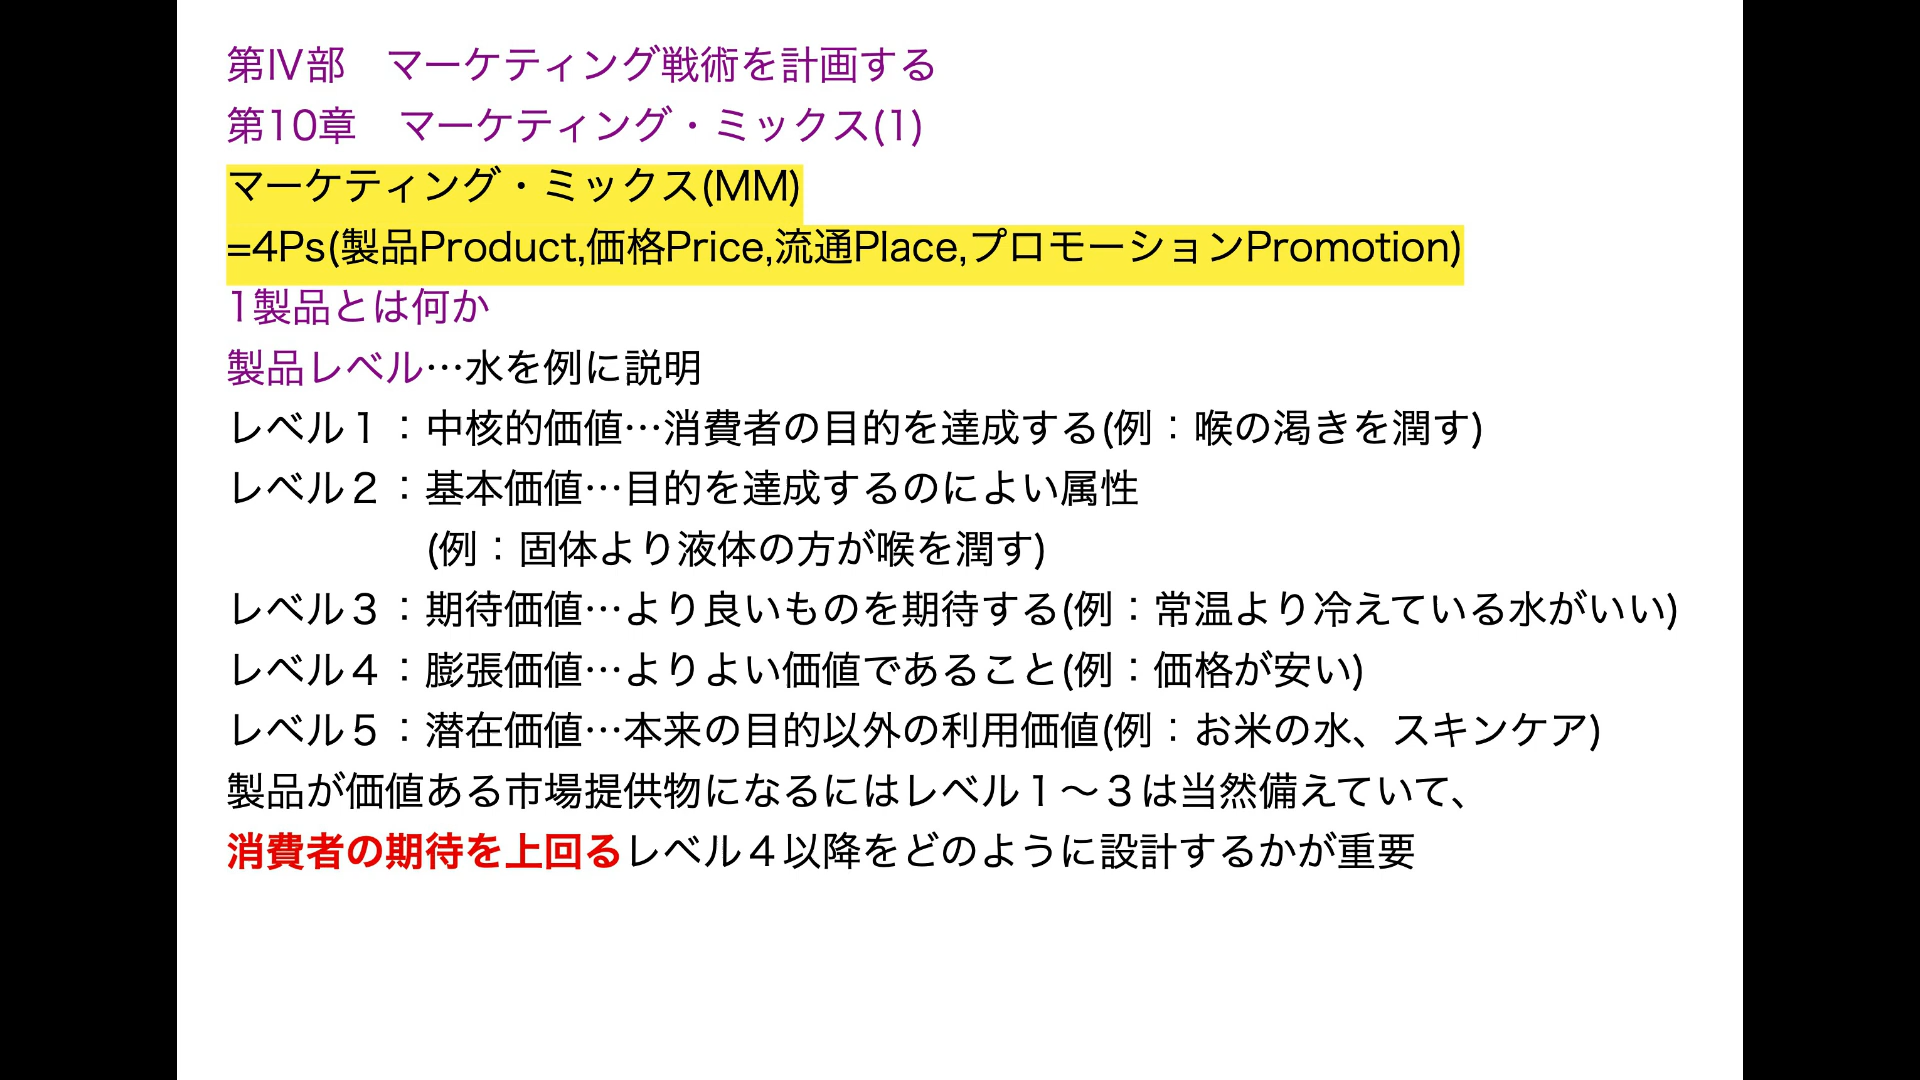 第Ⅳ部　マーケティング戦術を計画する
第10章　マーケティング・ミックス(1)
マーケティング・ミックス(MM)
=4Ps(製品Product,価格Price,流通Place,プロモーションPromotion)
1製品とは何か
製品レベル…水を例に説明
レベル１：中核的価値…消費者の目的を達成する(例：喉の渇きを潤す)
レベル２：基本価値…目的を達成するのによい属性
(例：固体より液体の方が喉を潤す)
レベル３：期待価値…より良いものを期待する(例：常温より冷えている水がいい)
レベル４：膨張価値…よりよい価値であること(例：価格が安い)
レベル５：潜在価値…本来の目的以外の利用価値(例：お米の水、スキンケア)
製品が価値ある市場提供物になるにはレベル１〜３は当然備えていて、
消費者の期待を上回るレベル４以降をどのように設計するかが重要